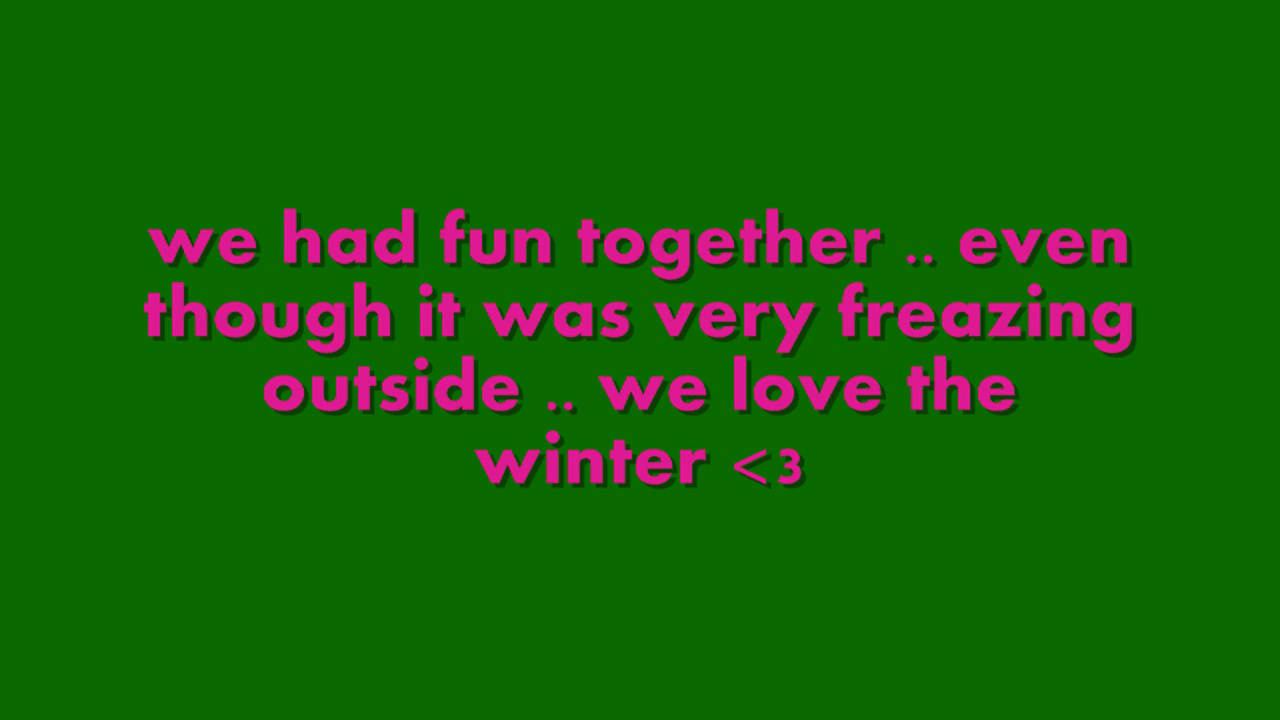 we had fun together .. even
though it was very freazing
outside .. we love the
winter <3